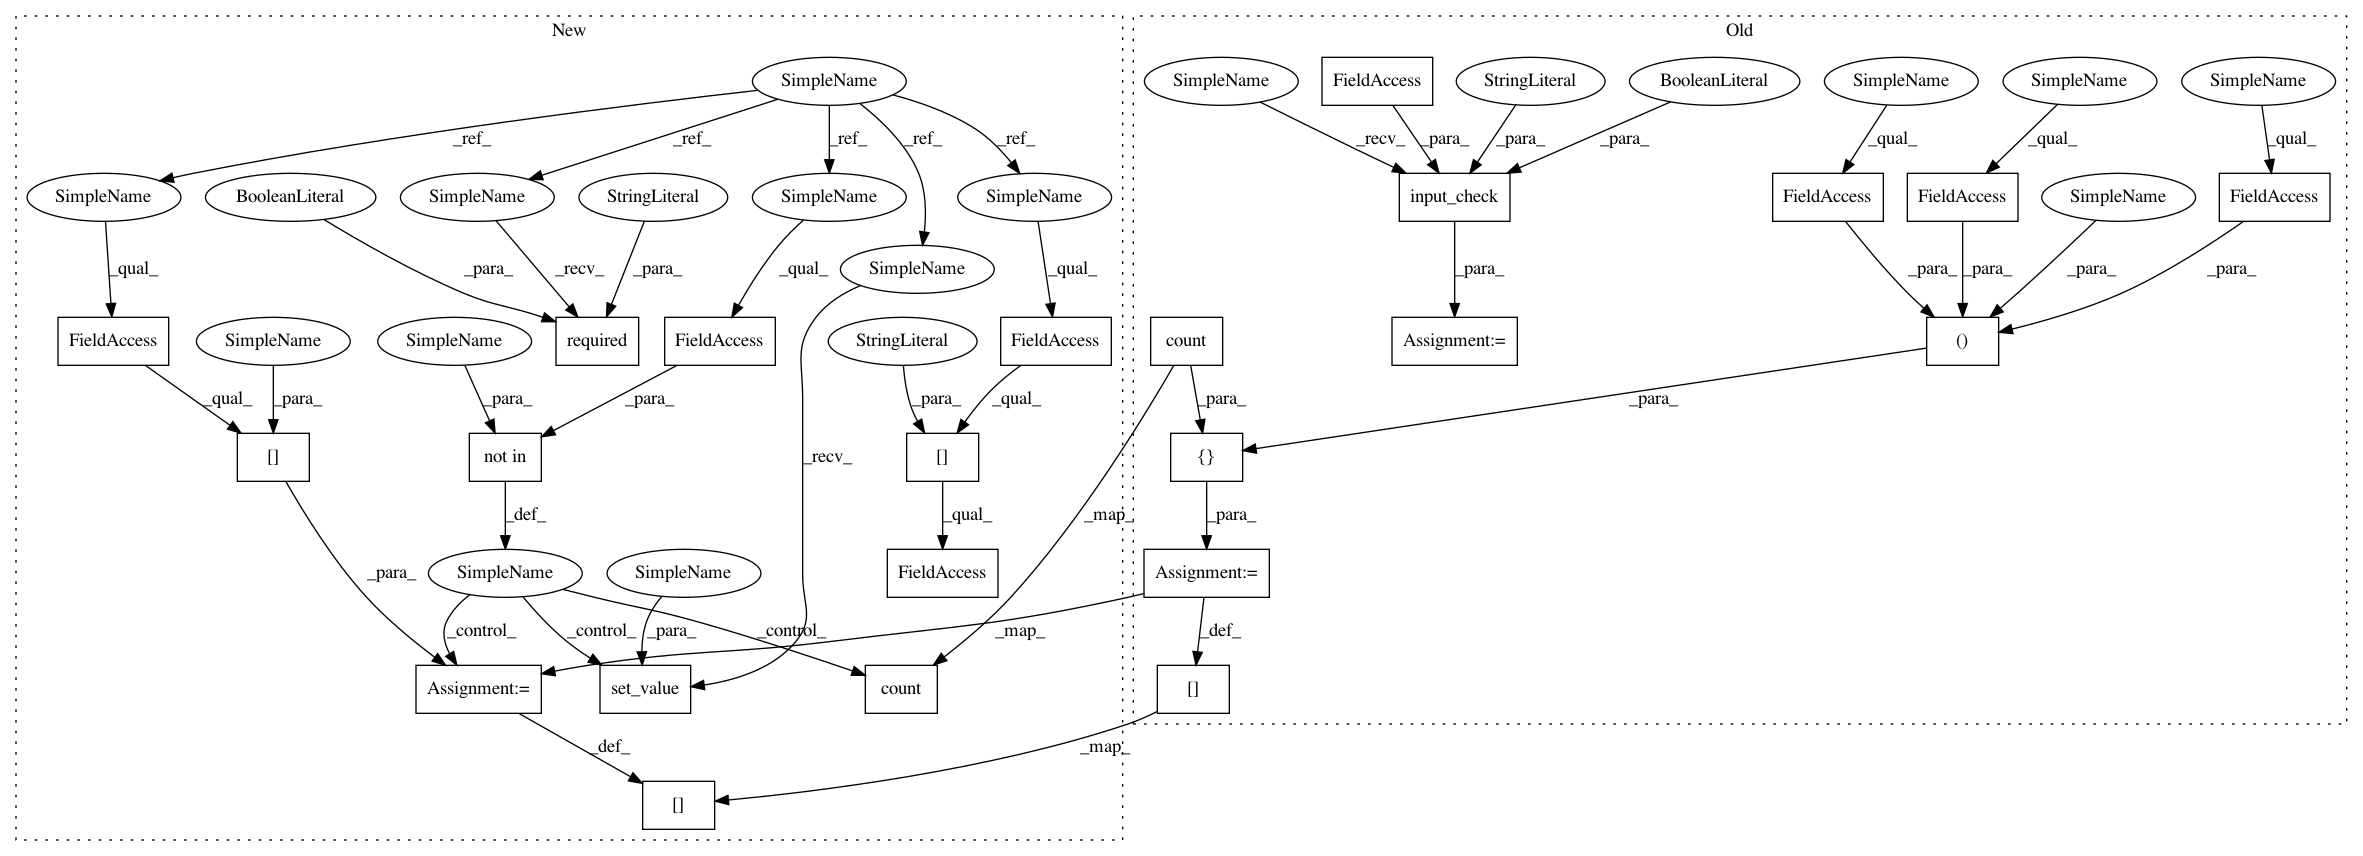 New
Old
SimpleName
SimpleName
FieldAccess
StringLiteral
BooleanLiteral
SimpleName
SimpleName
SimpleName
_ref_
_ref_
_ref_
_ref_
_ref_
_recv_
_para_
_para_
_para_
_qual_
_qual_
_qual_
SimpleName
BooleanLiteral
SimpleName
StringLiteral
SimpleName
SimpleName
input_check
FieldAccess
FieldAccess
SimpleName
FieldAccess
_qual_
_para_
_recv_
_para_
_qual_
SimpleName
_qual_
_para_
_para_
_para_
_para_
_para_
FieldAccess
SimpleName
SimpleName
required
FieldAccess
StringLiteral
FieldAccess
count
Assignment:=
()
_qual_
_para_
_para_
_para_
_para_
_qual_
_para_
_para_
[]
not in
_recv_
[]
{}
_def_
_qual_
_map_
_para_
_para_
SimpleName
SimpleName
FieldAccess
Assignment:=
_control_
_control_
_para_
_control_
_map_
_def_
Assignment:=
set_value
count
[]
_def_
_map_
[]